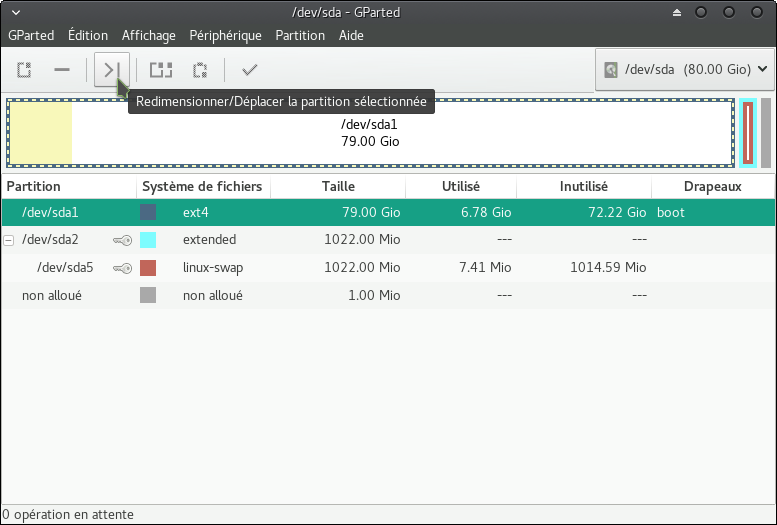 /dev/sda - GParted
GParted Édition Affichage Périphérique Partition Aide
/dev/sda (80.00 Gio)
Redimensionner/Déplacer la partition sélectionnée
/dev/sda1
79.00 Gio
Partition Système de fichiers Taille Utilisé Inutilisé Drapeaux
/dev/sda1 ext4 79.00 Gio 6.78 Gio 72.22 Gio boot
/dev/sda2 extended 1022.00 Mio --- ---
/dev/sda5 linux-swap 1022.00 Mio 7.41 Mio 1014.59 Mio
non alloué non alloué 1.00 Mio --- ---
0 opération en attente